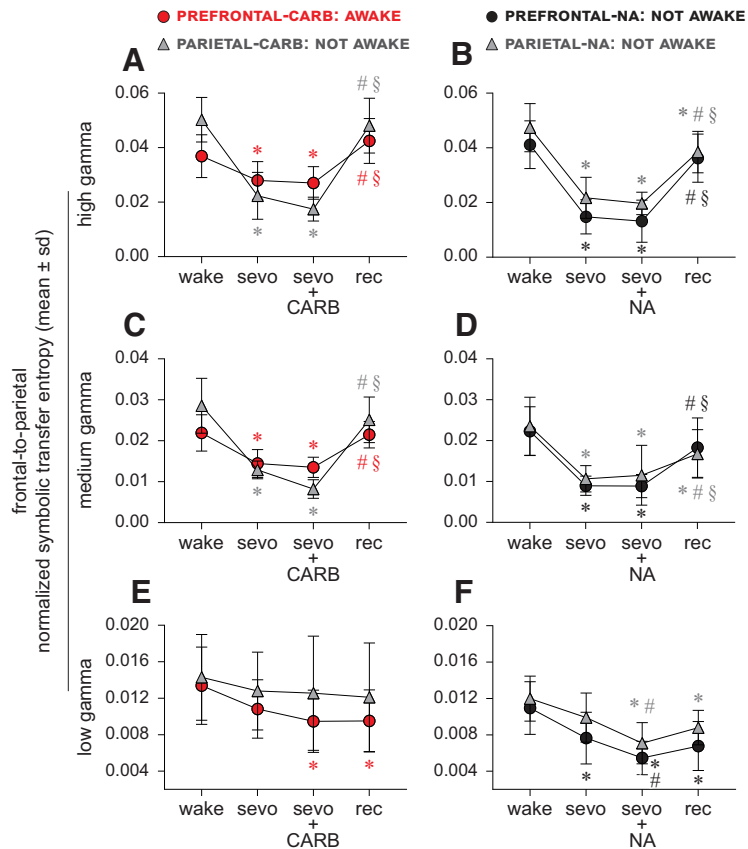 PREFRONTAL-CARB: AWAKE
PARIETAL-CARB: NOT AWAKE
PREFRONTAL-NA: NOT AWAKE
PARIETAL-NA: NOT AWAKE
frontal-to-parietal
normalized symbolic transfer entropy (mean ± sd)
A
high gamma
0.06
0.04
0.02
0.00
# §
* *
# §
* *
wake sevo sevo rec
+
CARB
B
0.06
0.04
0.02
0.00
* # §
* *
# §
* *
wake sevo sevo rec
+
NA
C
medium gamma
0.04
0.03
0.02
0.01
0.00
# §
* *
# §
* *
wake sevo sevo rec
+
CARB
D
0.04
0.03
0.02
0.01
0.00
# §
* *
* # §
* *
wake sevo sevo rec
+
NA
E
low gamma
0.020
0.016
0.012
0.008
0.004
* *
wake sevo sevo rec
+
CARB
F
0.020
0.016
0.012
0.008
0.004
* # *
* * *
#
wake sevo sevo rec
+
NA